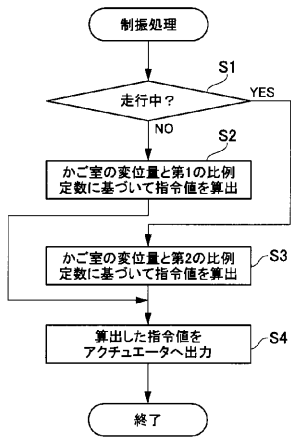 制振処理
S1
走行中？
YES
NO
S2
かご室の変位量と第1の比例
定数に基づいて指令値を算出
かご室の変位量と第2の比例
定数に基づいて指令値を算出
S3
算出した指令値を
アクチュエータへ出力
S4
終了